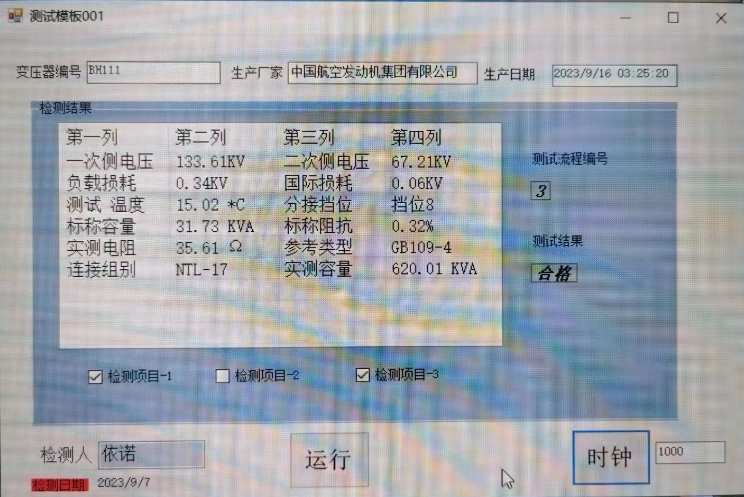 测试模板001
变压器编号 BH111 生产厂家 中国航空发动机集团有限公司 生产日期 2023/9/16 03:25:20
检测结果
第一列 第二列 第三列 第四列
一次侧电压 133.61KV 二次侧电压 67.21KV
负载损耗 0.34KV 国际损耗 0.06KV
测试 温度 15.02 *C 分接挡位 挡位8
标称容量 31.73 KVA 标称阻抗 0.32%
实测电阻 35.61 Ω 参考类型 GB109-4
连接组别 NTL-17 实测容量 620.01 KVA
测试流程编号
3
测试结果
合格
检测项目-1 检测项目-2 检测项目-3
检测人 依诺 运行 时钟 1000
检测日期 2023/9/7